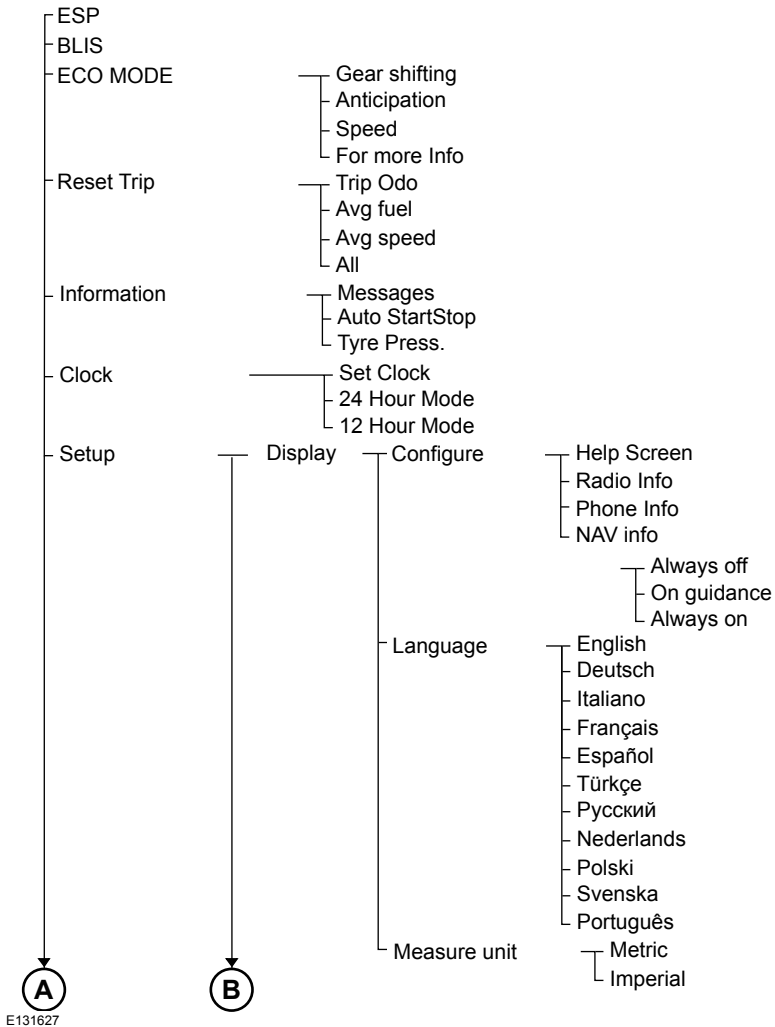 ESP
BLIS
ECO MODE
Gear shifting
Anticipation
Speed
For more Info
Reset Trip
Trip Odo
Avg fuel
Avg speed
All
Information
Messages
Auto StartStop
Tyre Press.
Clock
Set Clock
24 Hour Mode
12 Hour Mode
Setup
Display
Configure
Help Screen
Radio Info
Phone Info
NAV info
Always off
On guidance
Always on
Language
English
Deutsch
Italiano
Français
Español
Türkçe
Русский
Nederlands
Polski
Svenska
Português
Measure unit
Metric
Imperial
A
B
E131627